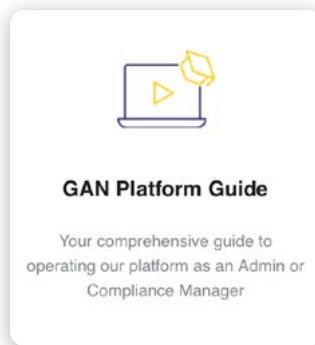 GAN Platform Guide
Your comprehensive guide to
operating our platform as an Admin or
Compliance Manager